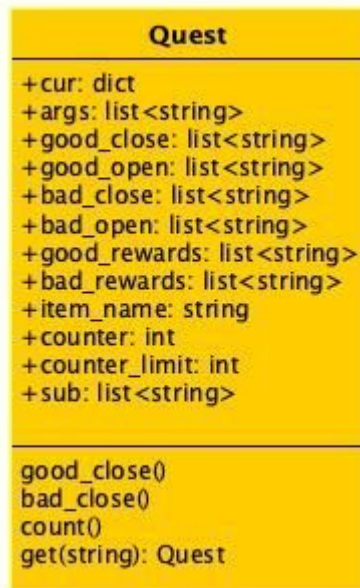 Quest
+cur: dict
+args: list<string>
+good_close: list<string>
+good_open: list<string>
+bad_close: list<string>
+bad_open: list<string>
+good_rewards: list<string>
+bad_rewards: list<string>
+item_name: string
+counter: int
+counter_limit: int
+sub: list<string>
good_close()
bad_close()
count()
get(string): Quest